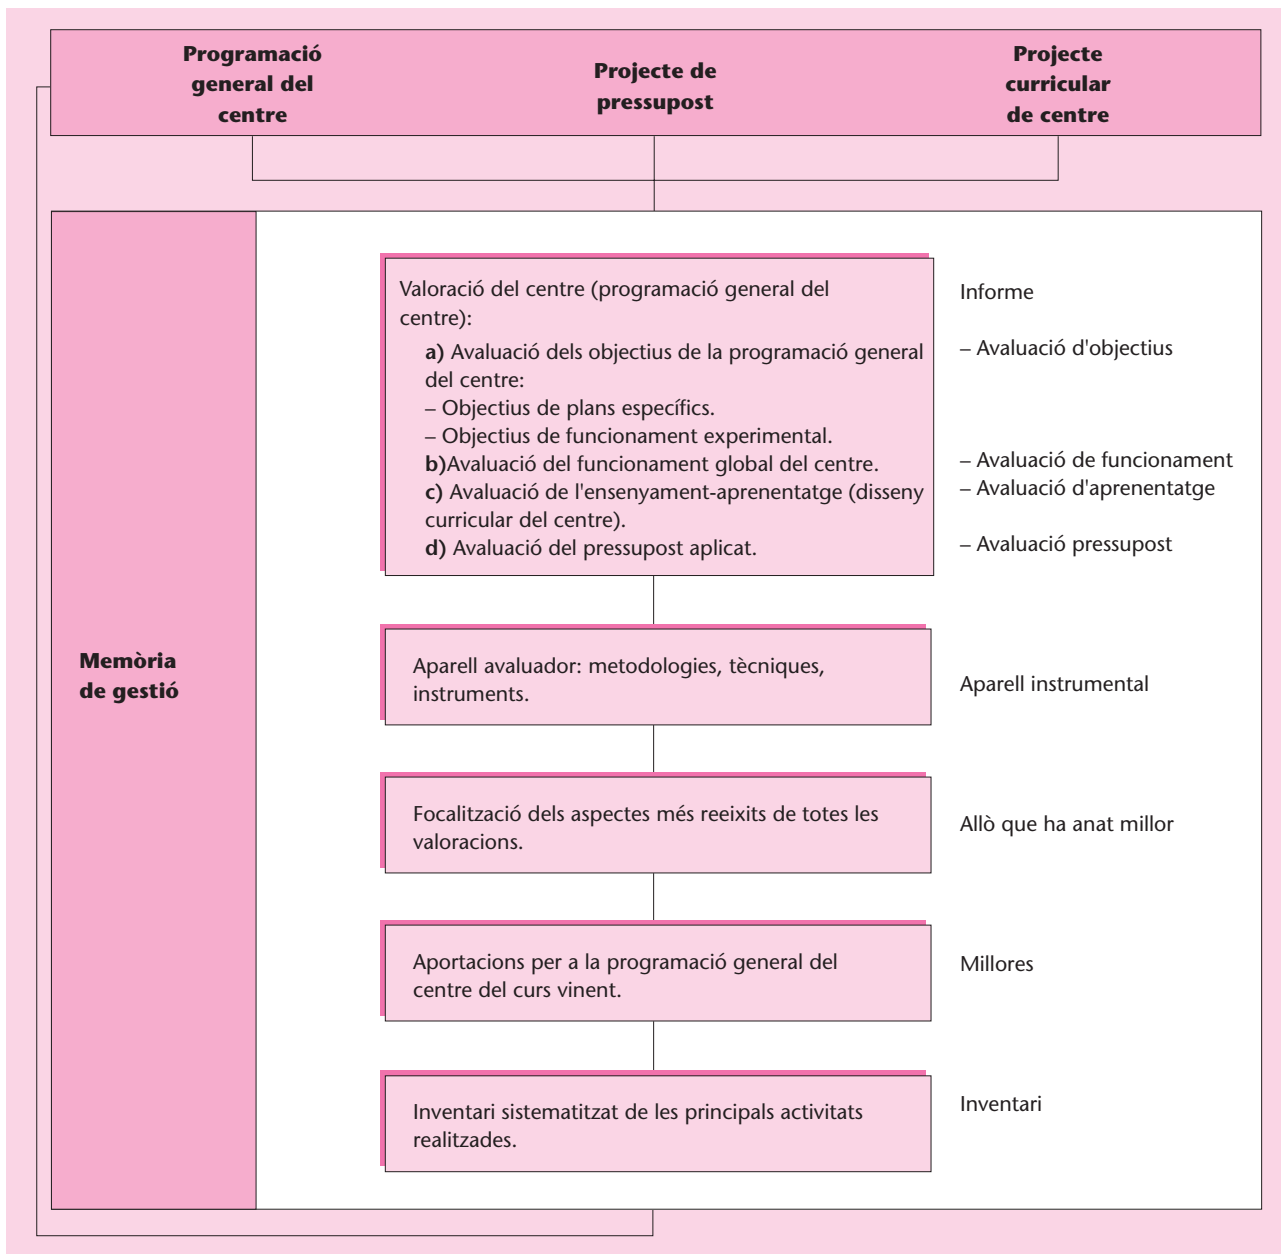 Programació
general del
centre
Projecte de
pressupost
Projecte
curricular
de centre
Memòria
de gestió
Valoració del centre (programació general del
centre):
a) Avaluació dels objectius de la programació general
del centre:
– Objectius de plans específics.
– Objectius de funcionament experimental.
b)Avaluació del funcionament global del centre.
c) Avaluació de l'ensenyament-aprenentatge (disseny
curricular del centre).
d) Avaluació del pressupost aplicat.
Informe
– Avaluació d'objectius
– Avaluació de funcionament
– Avaluació d'aprenentatge
– Avaluació pressupost
Aparell avaluador: metodologies, tècniques,
instruments.
Aparell instrumental
Focalització dels aspectes més reeixits de totes les
valoracions.
Allò que ha anat millor
Aportacions per a la programació general del
centre del curs vinent.
Millores
Inventari sistematitzat de les principals activitats
realitzades.
Inventari